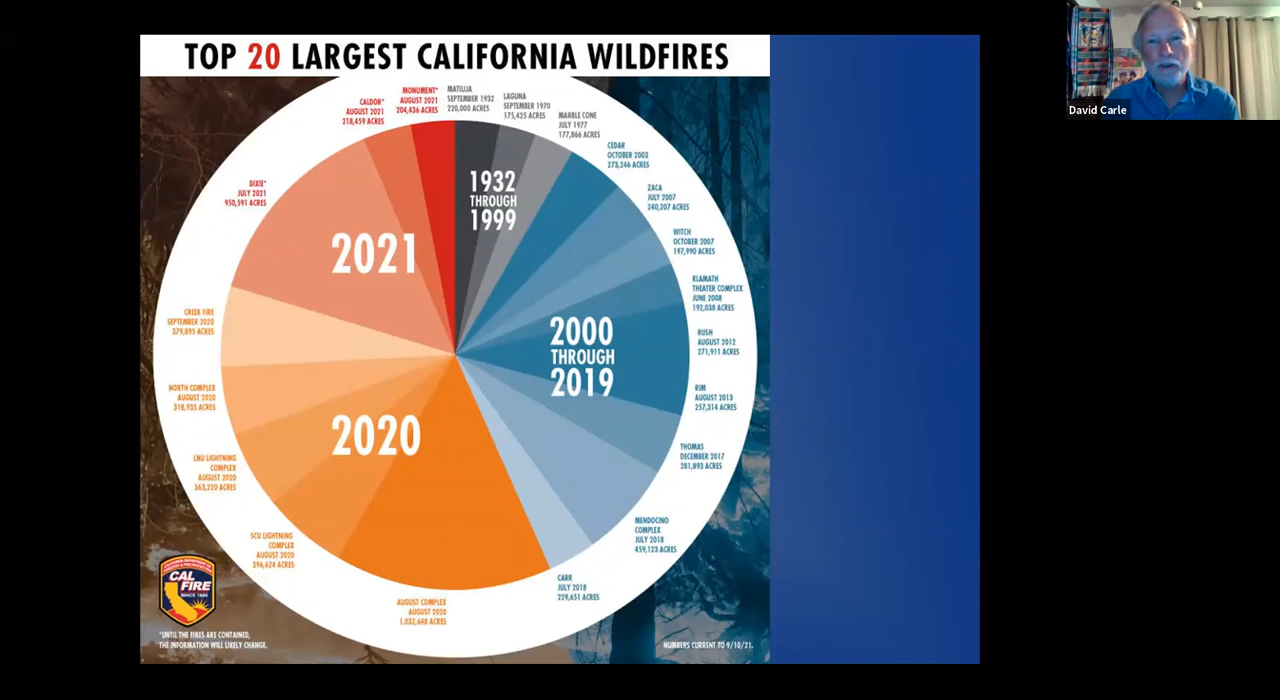 TOP 20 LARGEST CALIFORNIA WILDFIRES
David Carle
MATILIJA
SEPTEMBER 1932
220,000 ACRES
LAGUNA
SEPTEMBER 1970
175,425 ACRES
MARBLE CONE
JULY 1977
177,866 ACRES
CEDAR
OCTOBER 2003
273,246 ACRES
ZACA
JULY 2007
240,207 ACRES
WITCH
OCTOBER 2007
197,990 ACRES
KLAMATH
THEATER COMPLEX
JUNE 2008
192,038 ACRES
RUSH
AUGUST 2012
271,911 ACRES
RIM
AUGUST 2013
257,314 ACRES
THOMAS
DECEMBER 2017
281,893 ACRES
MENDOCINO
COMPLEX
JULY 2018
459,123 ACRES
CARR
JULY 2018
229,651 ACRES
AUGUST COMPLEX
AUGUST 2020
1,032,648 ACRES
SCU LIGHTNING
COMPLEX
AUGUST 2020
396,624 ACRES
LNU LIGHTNING
COMPLEX
AUGUST 2020
363,220 ACRES
NORTH COMPLEX
AUGUST 2020
318,935 ACRES
CREEK FIRE
SEPTEMBER 2020
379,895 ACRES
DIXIE*
JULY 2021
950,591 ACRES
CALDOR*
AUGUST 2021
218,459 ACRES
MONUMENT*
AUGUST 2021
204,436 ACRES
1932
THROUGH
1999
2000
THROUGH
2019
2020
2021
CAL
FIRE
SINCE 1885
*UNTIL THE FIRES ARE CONTAINED,
THE INFORMATION WILL LIKELY CHANGE.
NUMBERS CURRENT TO 9/10/21.